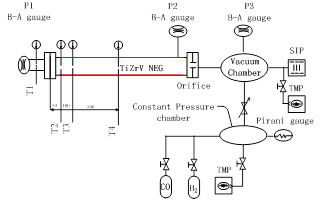 P1
B-A gauge
P2
B-A gauge
P3
B-A gauge
TiZrV NEG
Orifice
Vacuum
Chamber
SIP
TMP
T1
T2
T3
T4
Constant Pressure
chamber
Pirani gauge
TMP
CO
H₂